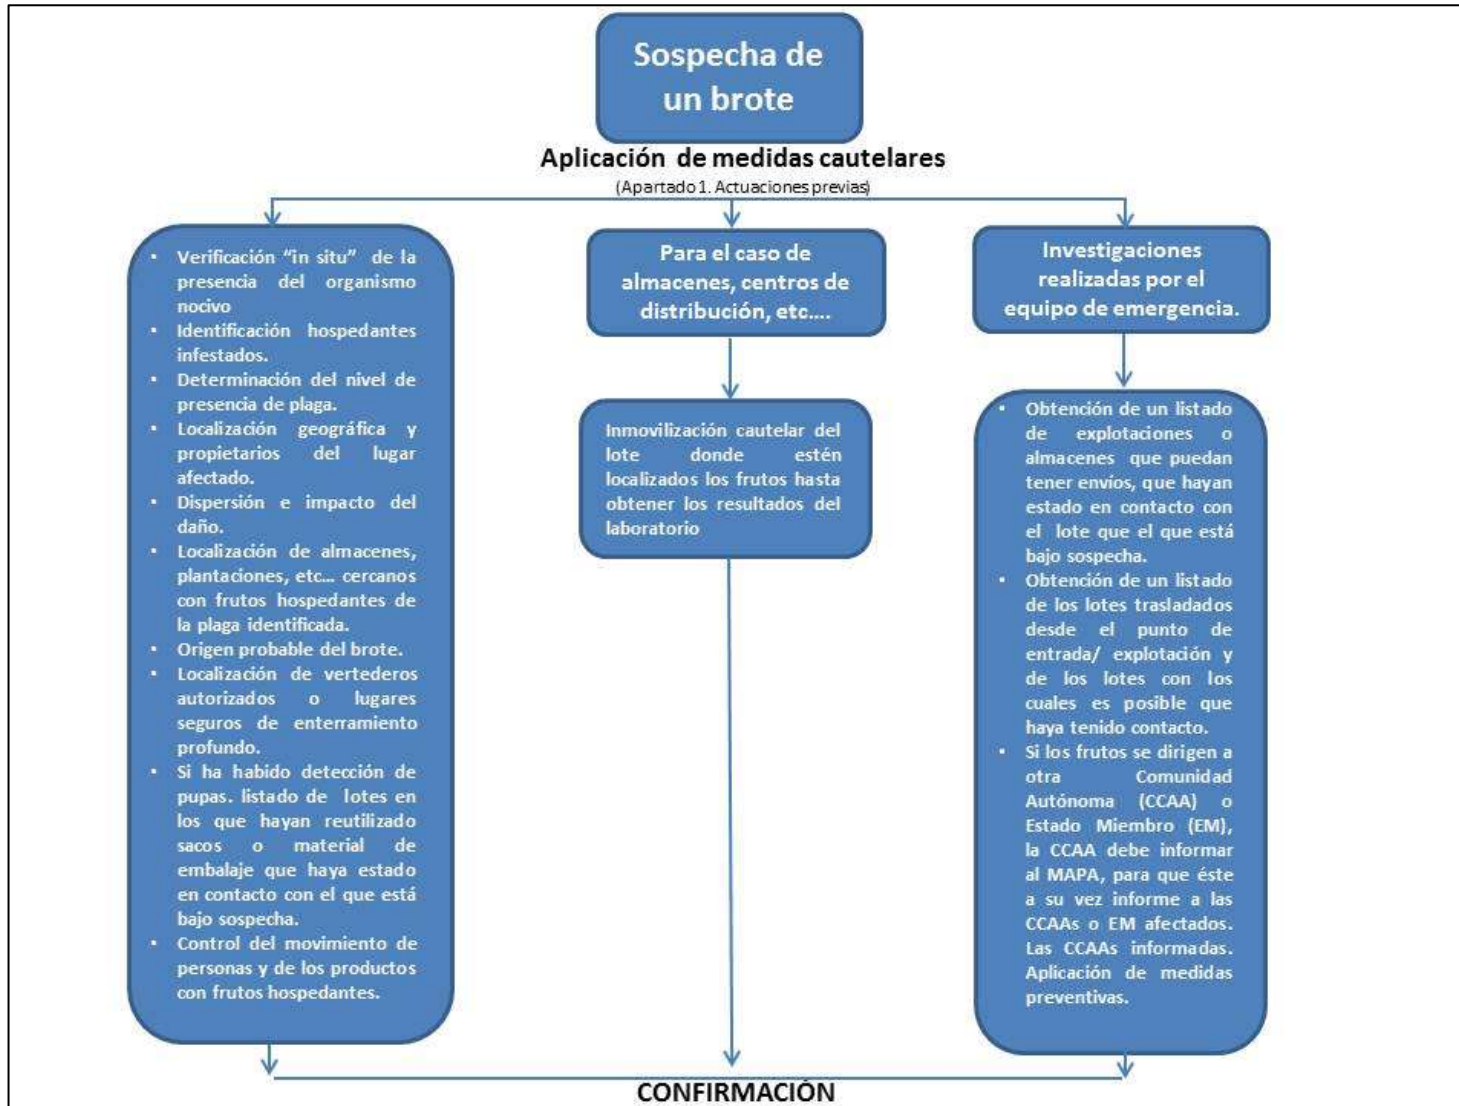 Sospecha de
un brote
Aplicación de medidas cautelares
(Apartado 1. Actuaciones previas)
• Verificación "in situ" de la
presencia del organismo
nocivo
• Identificación hospedantes
infestados.
• Determinación del nivel de
presencia de plaga.
• Localización geográfica y
propietarios del lugar
afectado.
• Dispersión e impacto del
daño.
• Localización de almacenes,
plantaciones, etc... cercanos
con frutos hospedantes de
la plaga identificada.
• Origen probable del brote.
• Localización de vertederos
autorizados o lugares
seguros de enterramiento
profundo.
• Si ha habido detección de
pupas. listado de lotes en
los que hayan reutilizado
sacos o material de
embalaje que haya estado
en contacto con el que está
bajo sospecha.
• Control del movimiento de
personas y de los productos
con frutos hospedantes.
Para el caso de
almacenes, centros de
distribución, etc....
Inmovilización cautelar del
lote donde estén
localizados los frutos hasta
obtener los resultados del
laboratorio
Investigaciones
realizadas por el
equipo de emergencia.
• Obtención de un listado
de explotaciones o
almacenes que puedan
tener envíos, que hayan
estado en contacto con
el lote que el que está
bajo sospecha.
• Obtención de un listado
de los lotes trasladados
desde el punto de
entrada/ explotación y
de los lotes con los
cuales es posible que
haya tenido contacto.
• Si los frutos se dirigen a
otra Comunidad
Autónoma (CCAA) o
Estado Miembro (EM),
la CCAA debe informar
al MAPA, para que éste
a su vez informe a las
CCAAs o EM afectados.
Las CCAAs informadas.
Aplicación de medidas
preventivas.
CONFIRMACIÓN